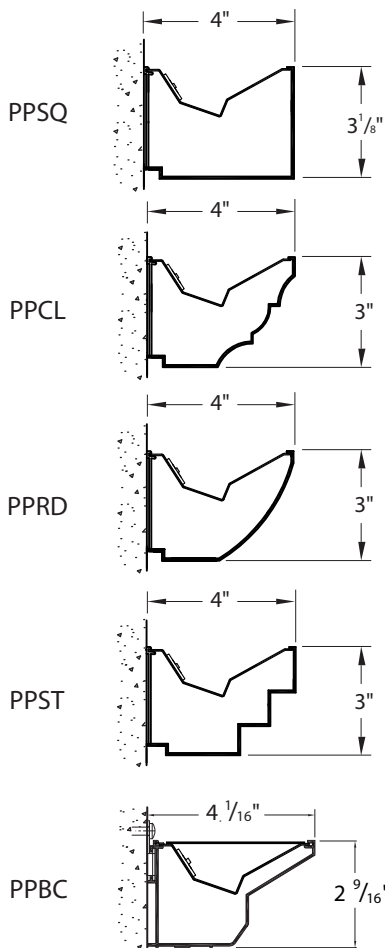 4"
PPSQ
3 1/8"
4"
PPCL
3"
4"
PPRD
3"
4"
PPST
3"
4. 1/16"
PPBC
2 9/16"